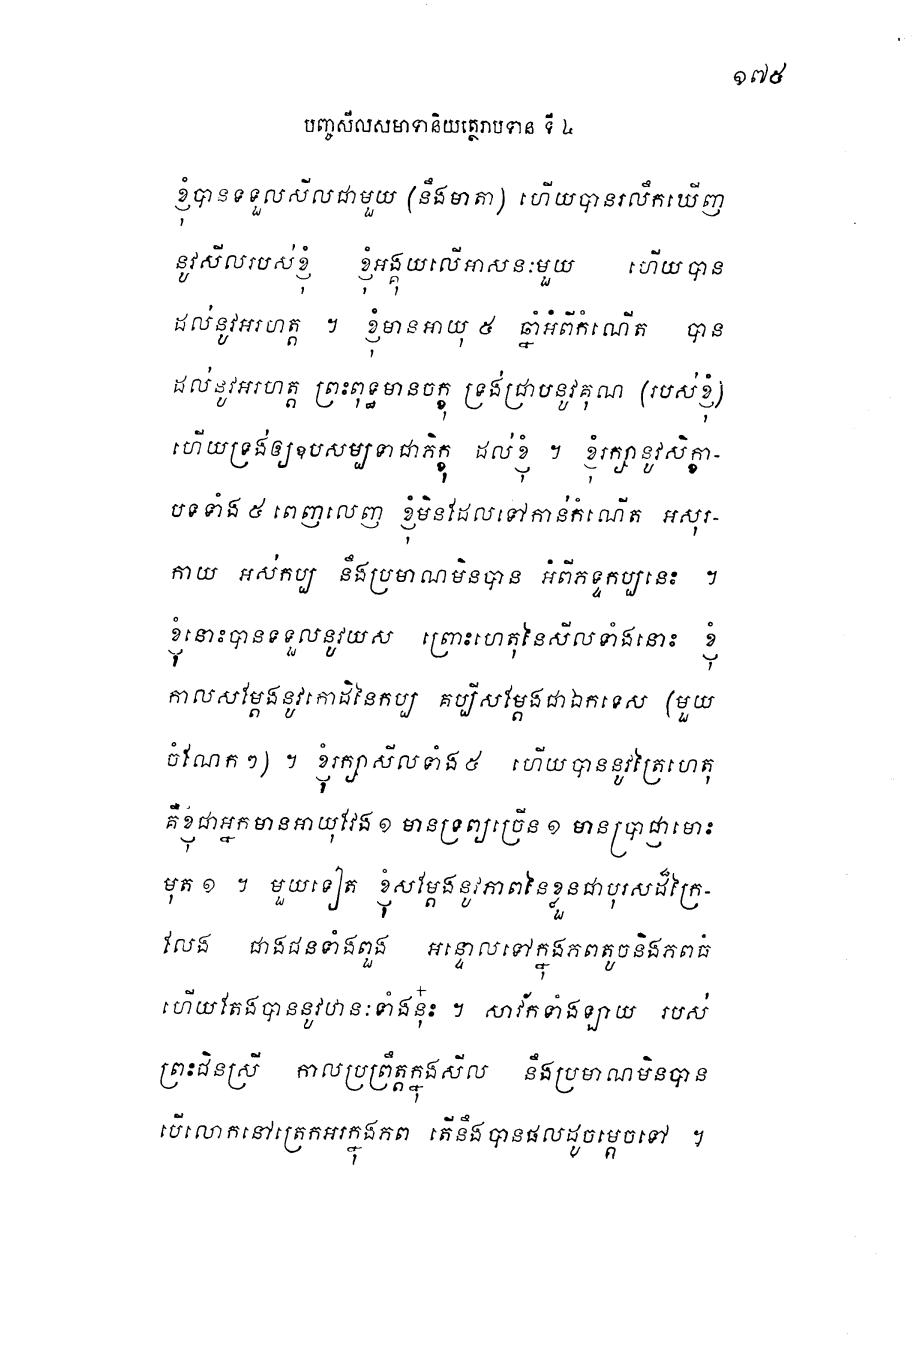 ១៧៥
បញ្ចសីលសមាទានិយត្ថេរាបទាន ទី ៤
ខ្ញុំបានទទួលសីលជាមួយ (នឹងមាតា) ហើយបានរលឹកឃើញ
នូវសីលរបស់ខ្ញុំ ខ្ញុំអង្គុយលើអាសនៈមួយ ហើយបាន
ដល់នូវអរហត្ត ។ ខ្ញុំមានអាយុ ៥ ឆ្នាំអំពីកំណើត បាន
ដល់នូវអរហត្ត ព្រះពុទ្ធមានចក្ខុ ទ្រង់ជ្រាបនូវគុណ (របស់ខ្ញុំ)
ហើយទ្រង់ឲ្យឧបសម្បទាជាភិក្ខុ ដល់ខ្ញុំ ។ ខ្ញុំរក្សានូវសិក្ខា-
បទទាំង ៥ ពេញលេញ ខ្ញុំមិនដែលទៅកាន់កំណើត អសុរ-
កាយ អស់កប្ប នឹងប្រមាណមិនបាន អំពីភទ្ទកប្បនេះ ។
ខ្ញុំនោះបានទទួលនូវយស ព្រោះហេតុនៃសីលទាំងនោះ ខ្ញុំ
កាលសម្តែងនូវកោដិនៃកប្ប គប្បីសម្តែងជាឯកទេស (មួយ
ចំណែកៗ) ។ ខ្ញុំរក្សាសីលទាំង ៥ ហើយបាននូវត្រៃហេតុ
គឺខ្ញុំជាអ្នកមានអាយុវែង ១ មានទ្រព្យច្រើន ១ មានប្រាជ្ញាមោះ
មុត ១ ។ មួយទៀត ខ្ញុំសម្តែងនូវភាពនៃខ្លួនជាបុរសដ៏ក្រៃ-
លែង ជាងជនទាំងពួង អន្ទោលទៅក្នុងភពតូចនិងភពធំ
ហើយតែងបាននូវឋានៈទាំងនុ៎ះ ។ សាវ័កទាំងឡាយ របស់
ព្រះជិនស្រី កាលប្រព្រឹត្តក្នុងសីល នឹងប្រមាណមិនបាន
បើលោកនៅត្រេកអរក្នុងភព តើនឹងបានផលដូចម្តេចទៅ ។